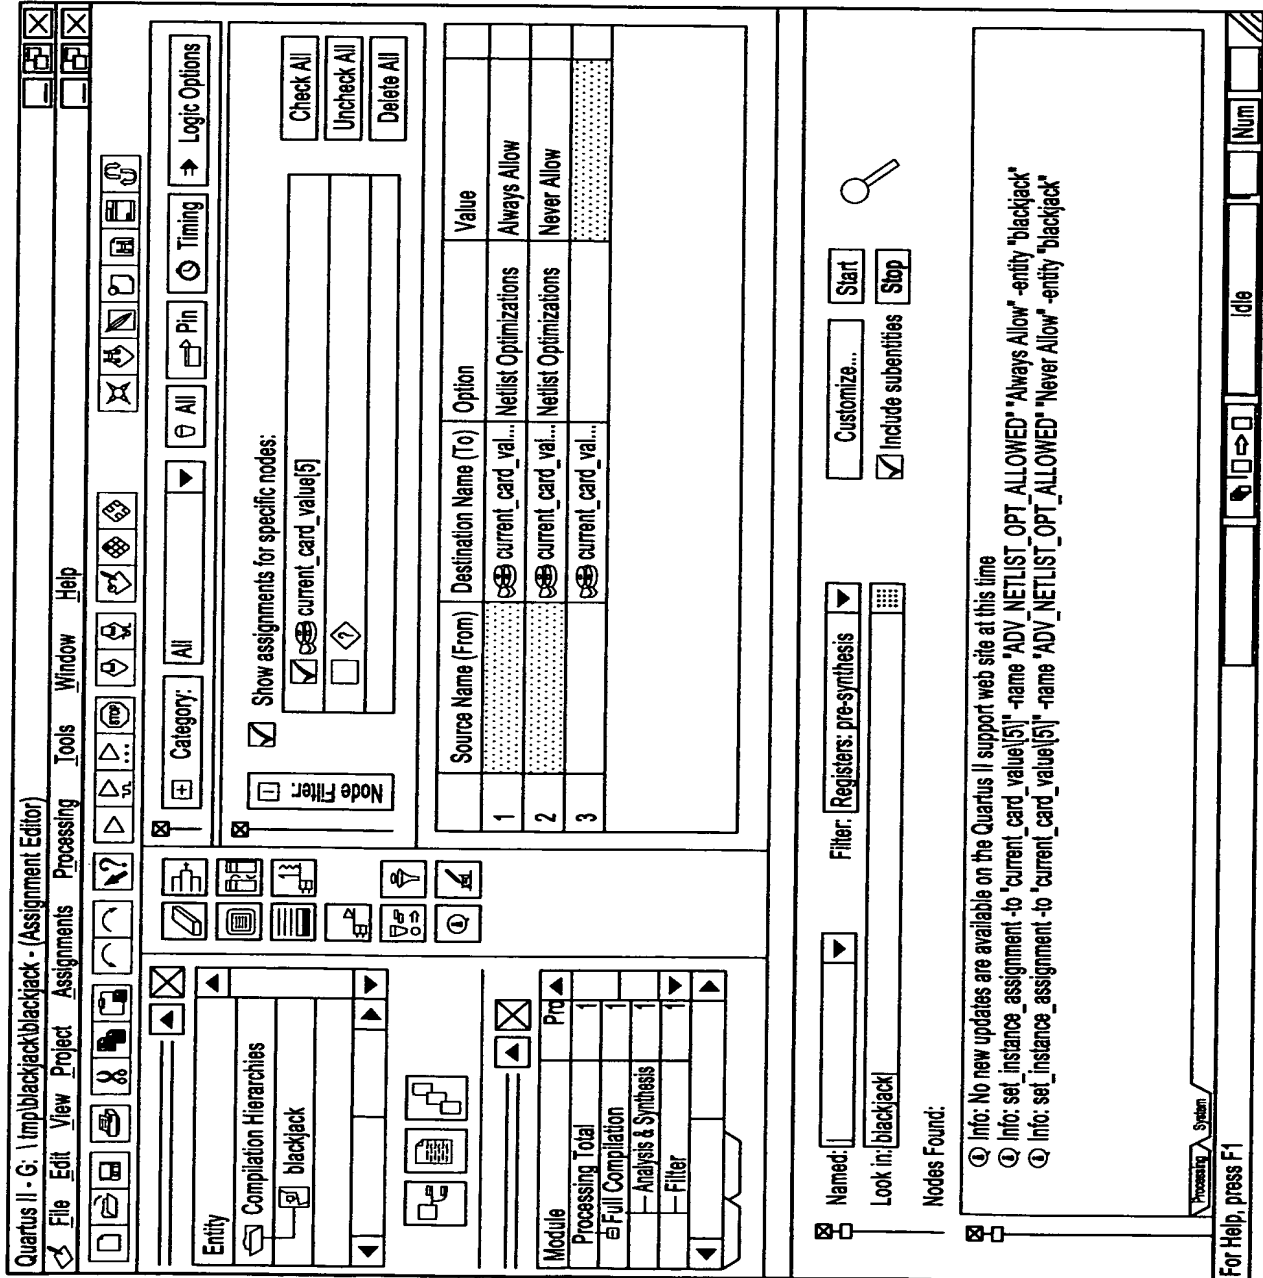 Quartus II - G: \ tmp\blackjack\blackjack - (Assignment Editor)
File Edit View Project Assignments Processing Tools Window Help
STOP
Entity
Compilation Hierarchies
blackjack
Module Pro
Processing Total 1
Full Compilation 1
Analysis & Synthesis 1
Filter 1
Category: All All Pin Timing Logic Options
Node Filter:
Show assignments for specific nodes:
current_card_value[5]
?
Check All
Uncheck All
Delete All
Source Name (From) Destination Name (To) Option Value
1 current_card_val... Netlist Optimizations Always Allow
2 current_card_val... Netlist Optimizations Never Allow
3 current_card_val...
Named: Filter: Registers: pre-synthesis Customize... Start
Look in: blackjack Include subentities Stop
Nodes Found:
Info: No new updates are available on the Quartus II support web site at this time
Info: set_instance_assignment -to "current_card_value\[5\]" -name "ADV_NETLIST_OPT_ALLOWED" "Always Allow" -entity "blackjack"
Info: set_instance_assignment -to "current_card_value\[5\]" -name "ADV_NETLIST_OPT_ALLOWED" "Never Allow" -entity "blackjack"
Processing System
For Help, press F1 Idle Num